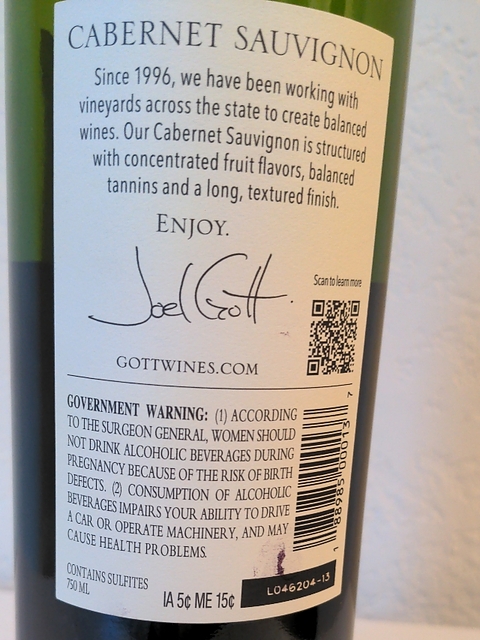 CABERNET SAUVIGNON
Since 1996, we have been working with
vineyards across the state to create balanced
wines. Our Cabernet Sauvignon is structured
with concentrated fruit flavors, balanced
tannins and a long, textured finish.
ENJOY.
Joel Gott
Scan to learn more
GOTTWINES.COM
GOVERNMENT WARNING: (1) ACCORDING
TO THE SURGEON GENERAL, WOMEN SHOULD
NOT DRINK ALCOHOLIC BEVERAGES DURING
PREGNANCY BECAUSE OF THE RISK OF BIRTH
DEFECTS. (2) CONSUMPTION OF ALCOHOLIC
BEVERAGES IMPAIRS YOUR ABILITY TO DRIVE
A CAR OR OPERATE MACHINERY, AND MAY
CAUSE HEALTH PROBLEMS.
1 88985 00013 7
CONTAINS SULFITES
750 ML
IA 5¢ ME 15¢
L046204-13